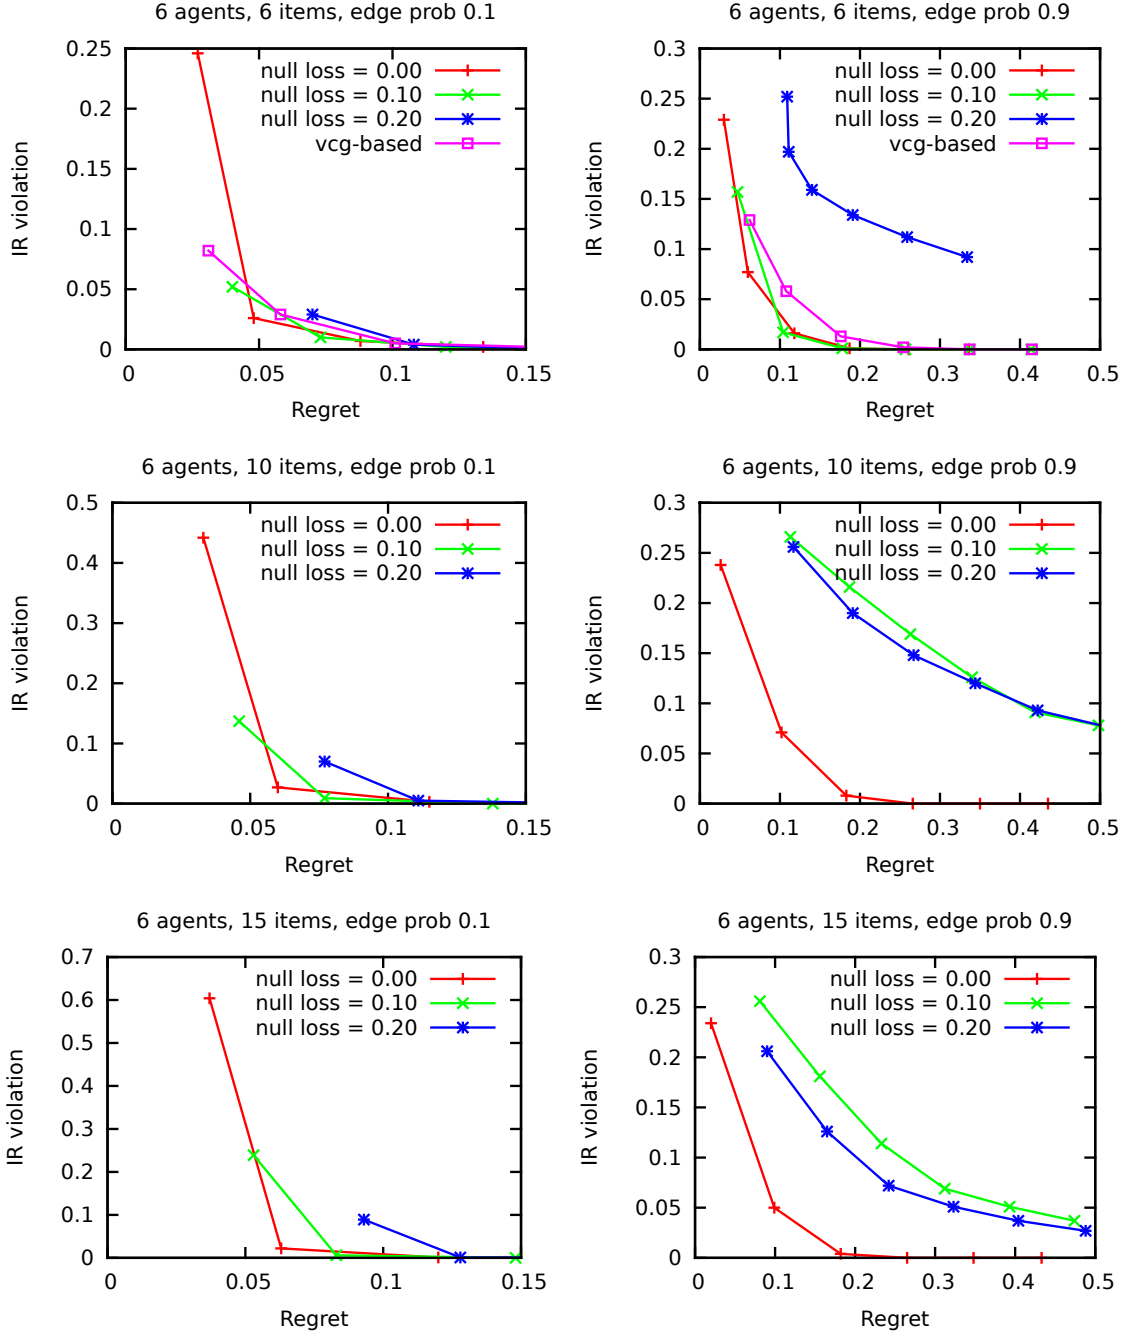 6 agents, 6 items, edge prob 0.1
0.25
0.2
0.15
0.1
0.05
0
IR violation
null loss = 0.00
null loss = 0.10
null loss = 0.20
vcg-based
0 0.05 0.1 0.15
Regret
6 agents, 6 items, edge prob 0.9
0.3
0.25
0.2
0.15
0.1
0.05
0
IR violation
null loss = 0.00
null loss = 0.10
null loss = 0.20
vcg-based
0 0.1 0.2 0.3 0.4 0.5
Regret
6 agents, 10 items, edge prob 0.1
0.5
0.4
0.3
0.2
0.1
0
IR violation
null loss = 0.00
null loss = 0.10
null loss = 0.20
0 0.05 0.1 0.15
Regret
6 agents, 10 items, edge prob 0.9
0.3
0.25
0.2
0.15
0.1
0.05
0
IR violation
null loss = 0.00
null loss = 0.10
null loss = 0.20
0 0.1 0.2 0.3 0.4 0.5
Regret
6 agents, 15 items, edge prob 0.1
0.7
0.6
0.5
0.4
0.3
0.2
0.1
0
IR violation
null loss = 0.00
null loss = 0.10
null loss = 0.20
0 0.05 0.1 0.15
Regret
6 agents, 15 items, edge prob 0.9
0.3
0.25
0.2
0.15
0.1
0.05
0
IR violation
null loss = 0.00
null loss = 0.10
null loss = 0.20
0 0.1 0.2 0.3 0.4 0.5
Regret